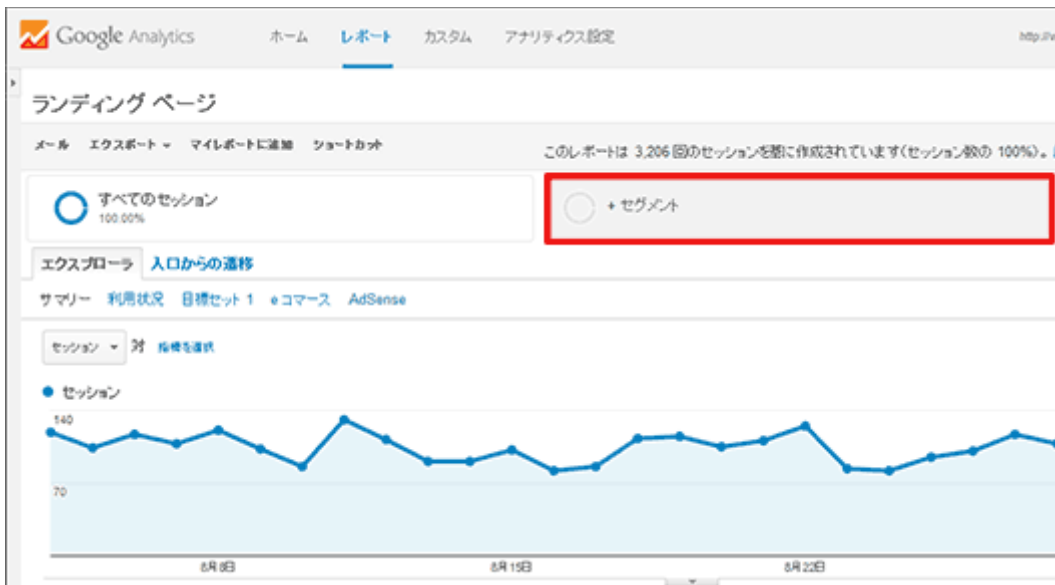 Google Analytics ホーム レポート カスタム アナリティクス設定
ランディング ページ
メール エクスポート マイレポートに追加 ショートカット
このレポートは 3,206 回のセッションを基に作成されています(セッション数の 100%)。
すべてのセッション
100.00%
+ セグメント
エクスプローラ 入口からの遷移
サマリー 利用状況 目標セット 1 eコマース AdSense
セッション 対 指標を選択
セッション
140
70
8月8日 8月15日 8月22日